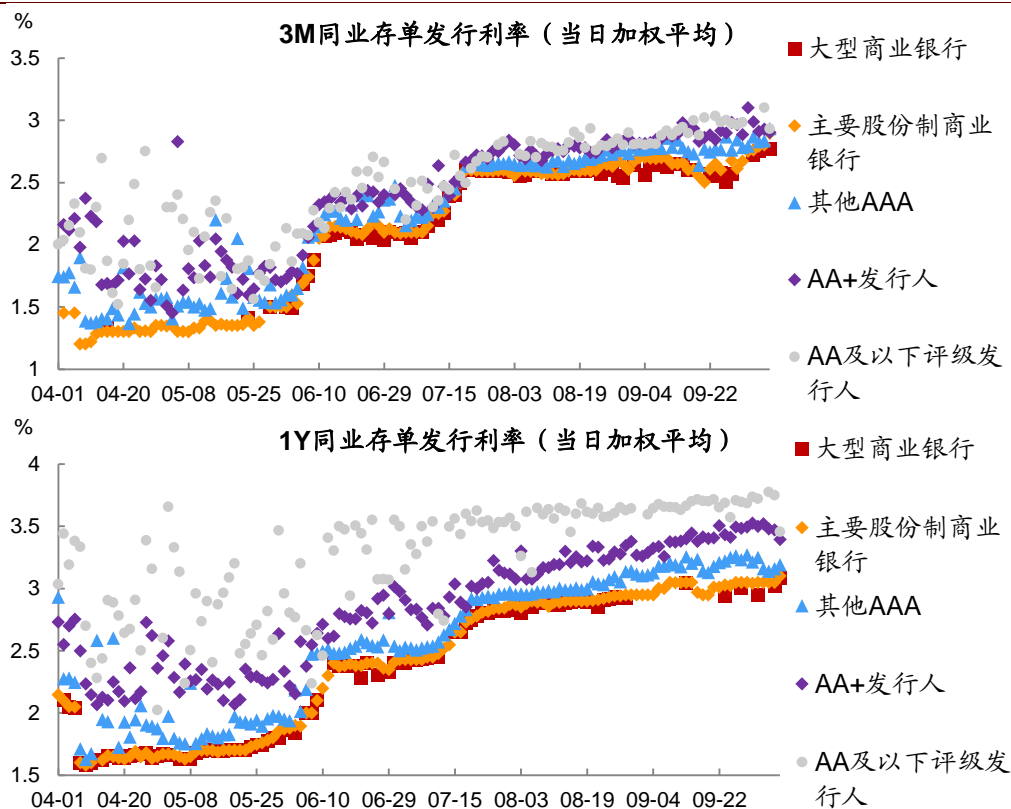 %
3M同业存单发行利率（当日加权平均）
3.5
3
2.5
2
1.5
1
04-01 04-20 05-08 05-25 06-10 06-29 07-15 08-03 08-19 09-04 09-22
大型商业银行
主要股份制商业
银行
其他AAA
AA+发行人
AA及以下评级发
行人
%
1Y同业存单发行利率（当日加权平均）
4
3.5
3
2.5
2
1.5
04-01 04-20 05-08 05-25 06-10 06-29 07-15 08-03 08-19 09-04 09-22
大型商业银行
主要股份制商业
银行
其他AAA
AA+发行人
AA及以下评级发
行人